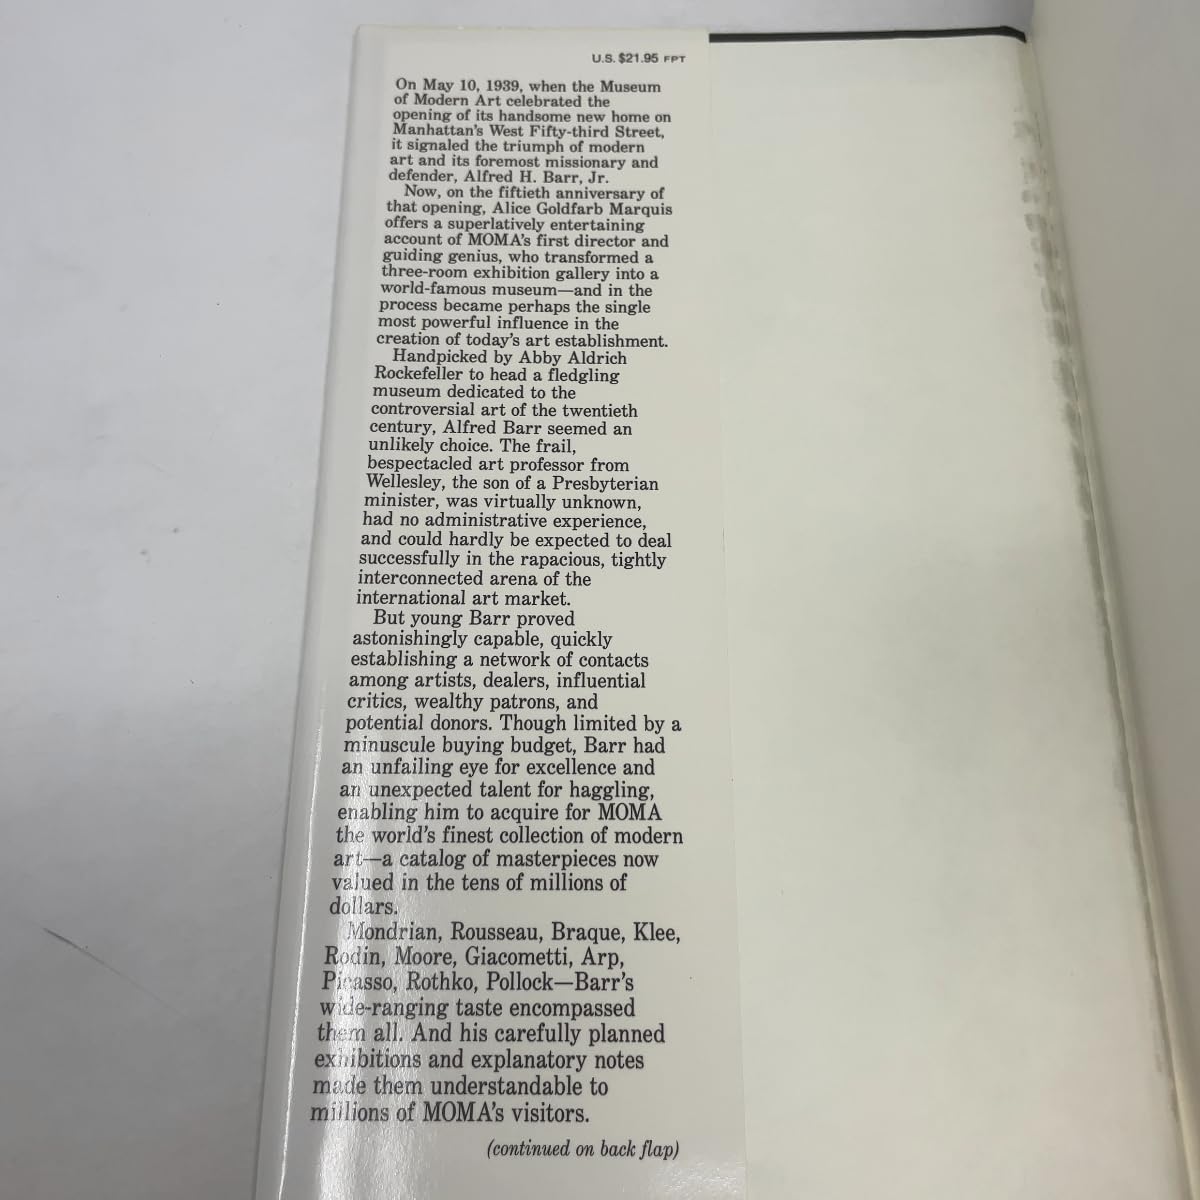 U.S. $21.95 FPT
On May 10, 1939, when the Museum
of Modern Art celebrated the
opening of its handsome new home on
Manhattan's West Fifty-third Street,
it signaled the triumph of modern
art and its foremost missionary and
defender, Alfred H. Barr, Jr.
Now, on the fiftieth anniversary of
that opening, Alice Goldfarb Marquis
offers a superlatively entertaining
account of MOMA's first director and
guiding genius, who transformed a
three-room exhibition gallery into a
world-famous museum—and in the
process became perhaps the single
most powerful influence in the
creation of today's art establishment.
Handpicked by Abby Aldrich
Rockefeller to head a fledgling
museum dedicated to the
controversial art of the twentieth
century, Alfred Barr seemed an
unlikely choice. The frail,
bespectacled art professor from
Wellesley, the son of a Presbyterian
minister, was virtually unknown,
had no administrative experience,
and could hardly be expected to deal
successfully in the rapacious, tightly
interconnected arena of the
international art market.
But young Barr proved
astonishingly capable, quickly
establishing a network of contacts
among artists, dealers, influential
critics, wealthy patrons, and
potential donors. Though limited by a
minuscule buying budget, Barr had
an unfailing eye for excellence and
an unexpected talent for haggling,
enabling him to acquire for MOMA
the world's finest collection of modern
art—a catalog of masterpieces now
valued in the tens of millions of
dollars.
Mondrian, Rousseau, Braque, Klee,
Rodin, Moore, Giacometti, Arp,
Picasso, Rothko, Pollock—Barr's
wide-ranging taste encompassed
them all. And his carefully planned
exhibitions and explanatory notes
made them understandable to
millions of MOMA's visitors.
(continued on back flap)